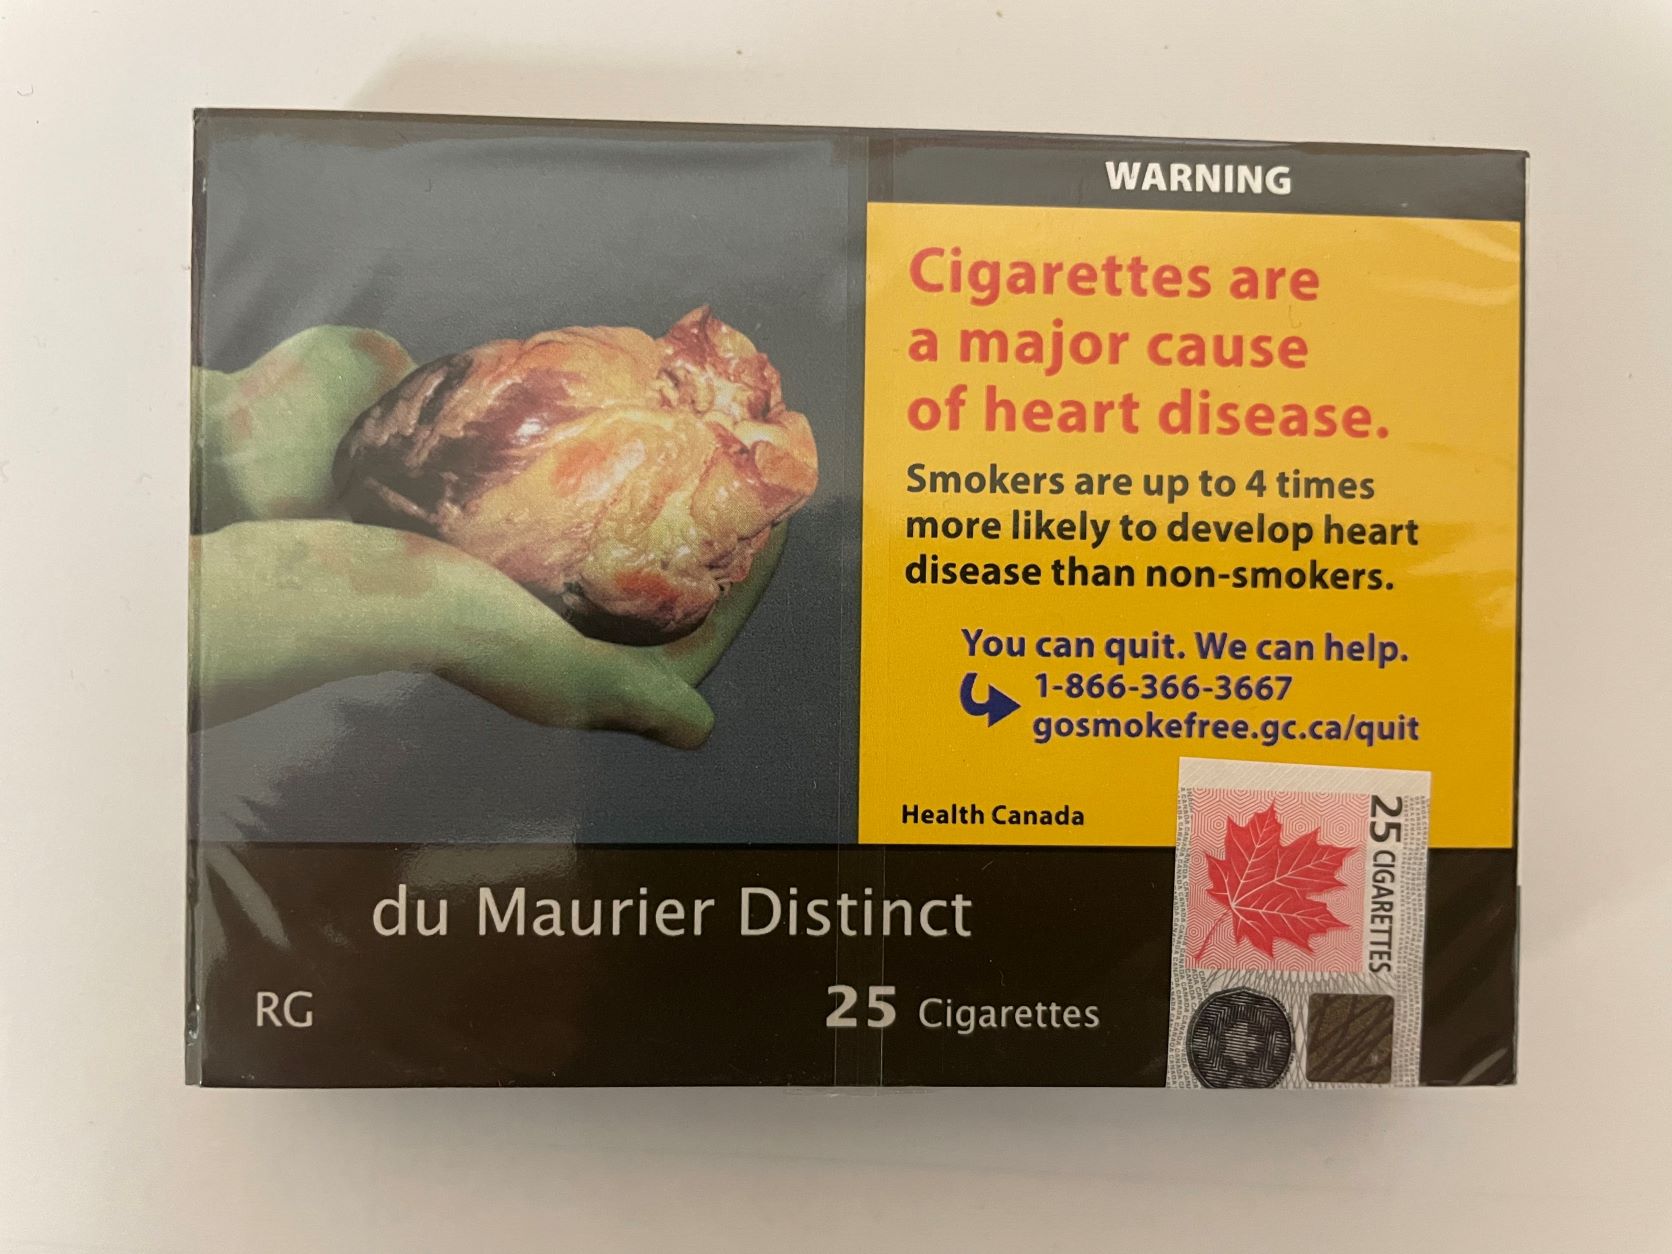 WARNING
Cigarettes are
a major cause
of heart disease.
Smokers are up to 4 times
more likely to develop heart
disease than non-smokers.
You can quit. We can help.
1-866-366-3667
gosmokefree.gc.ca/quit
Health Canada
du Maurier Distinct
RG
25 Cigarettes
25 CIGARETTES